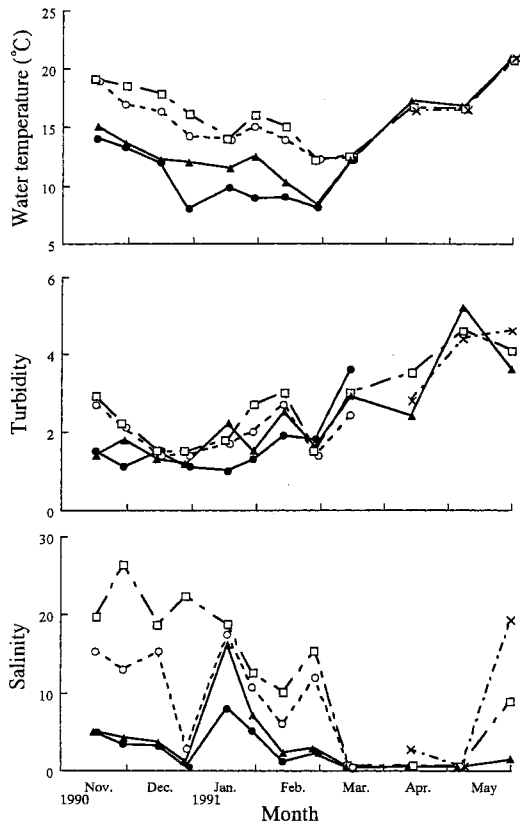 25
20
15
10
5
Water temperature (℃)
6
4
2
0
Turbidity
30
20
10
0
Salinity
Nov. Dec. Jan. Feb. Mar. Apr. May
1990 1991
Month